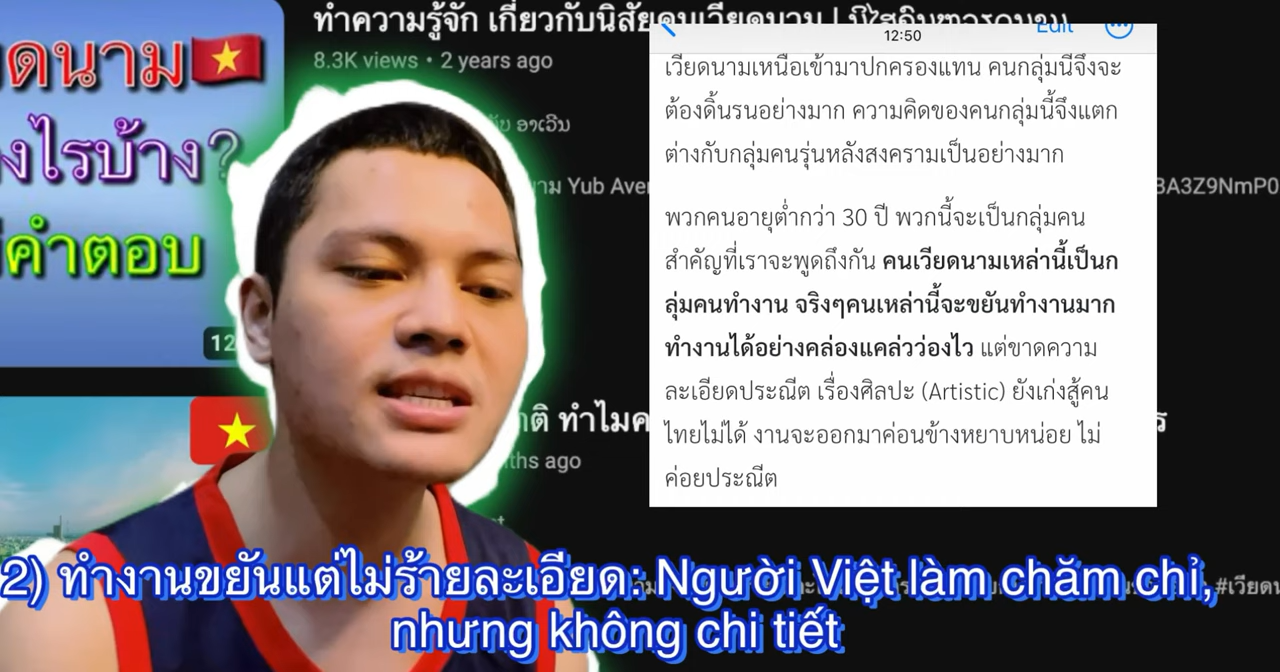 ทำความรู้จัก เกี่ยวกับนิสัยคนเวียดนาม |
8.3K views • 2 years ago
ดนาม
งไรบ้าง?
คำตอบ
12
อาเงิน
Yub
12:50
Edit
เวียดนามเหนือเข้ามาปกครองแทน คนกลุ่มนี้จึงจะ
ต้องดิ้นรนอย่างมาก ความคิดของคนกลุ่มนี้จึงแตก
ต่างกับกลุ่มคนรุ่นหลังสงครามเป็นอย่างมาก
พวกคนอายุต่ำกว่า 30 ปี พวกนี้จะเป็นกลุ่มคน
สำคัญที่เราจะพูดถึงกัน คนเวียดนามเหล่านี้เป็นก
ลุ่มคนทำงาน จริงๆคนเหล่านี้จะขยันทำงานมาก
ทำงานได้อย่างคล่องแคล่วว่องไว แต่ขาดความ
ละเอียดประณีต เรื่องศิลปะ (Artistic) ยังเก่งสู้คน
ไทยไม่ได้ งานจะออกมาค่อนข้างหยาบหน่อย ไม่
ค่อยประณีต
3A3Z9NmP0
ago
2) ทำงานขยันแต่ไม่ร้ายละเอียด: Người Việt làm chăm chỉ,
nhưng không chi tiết